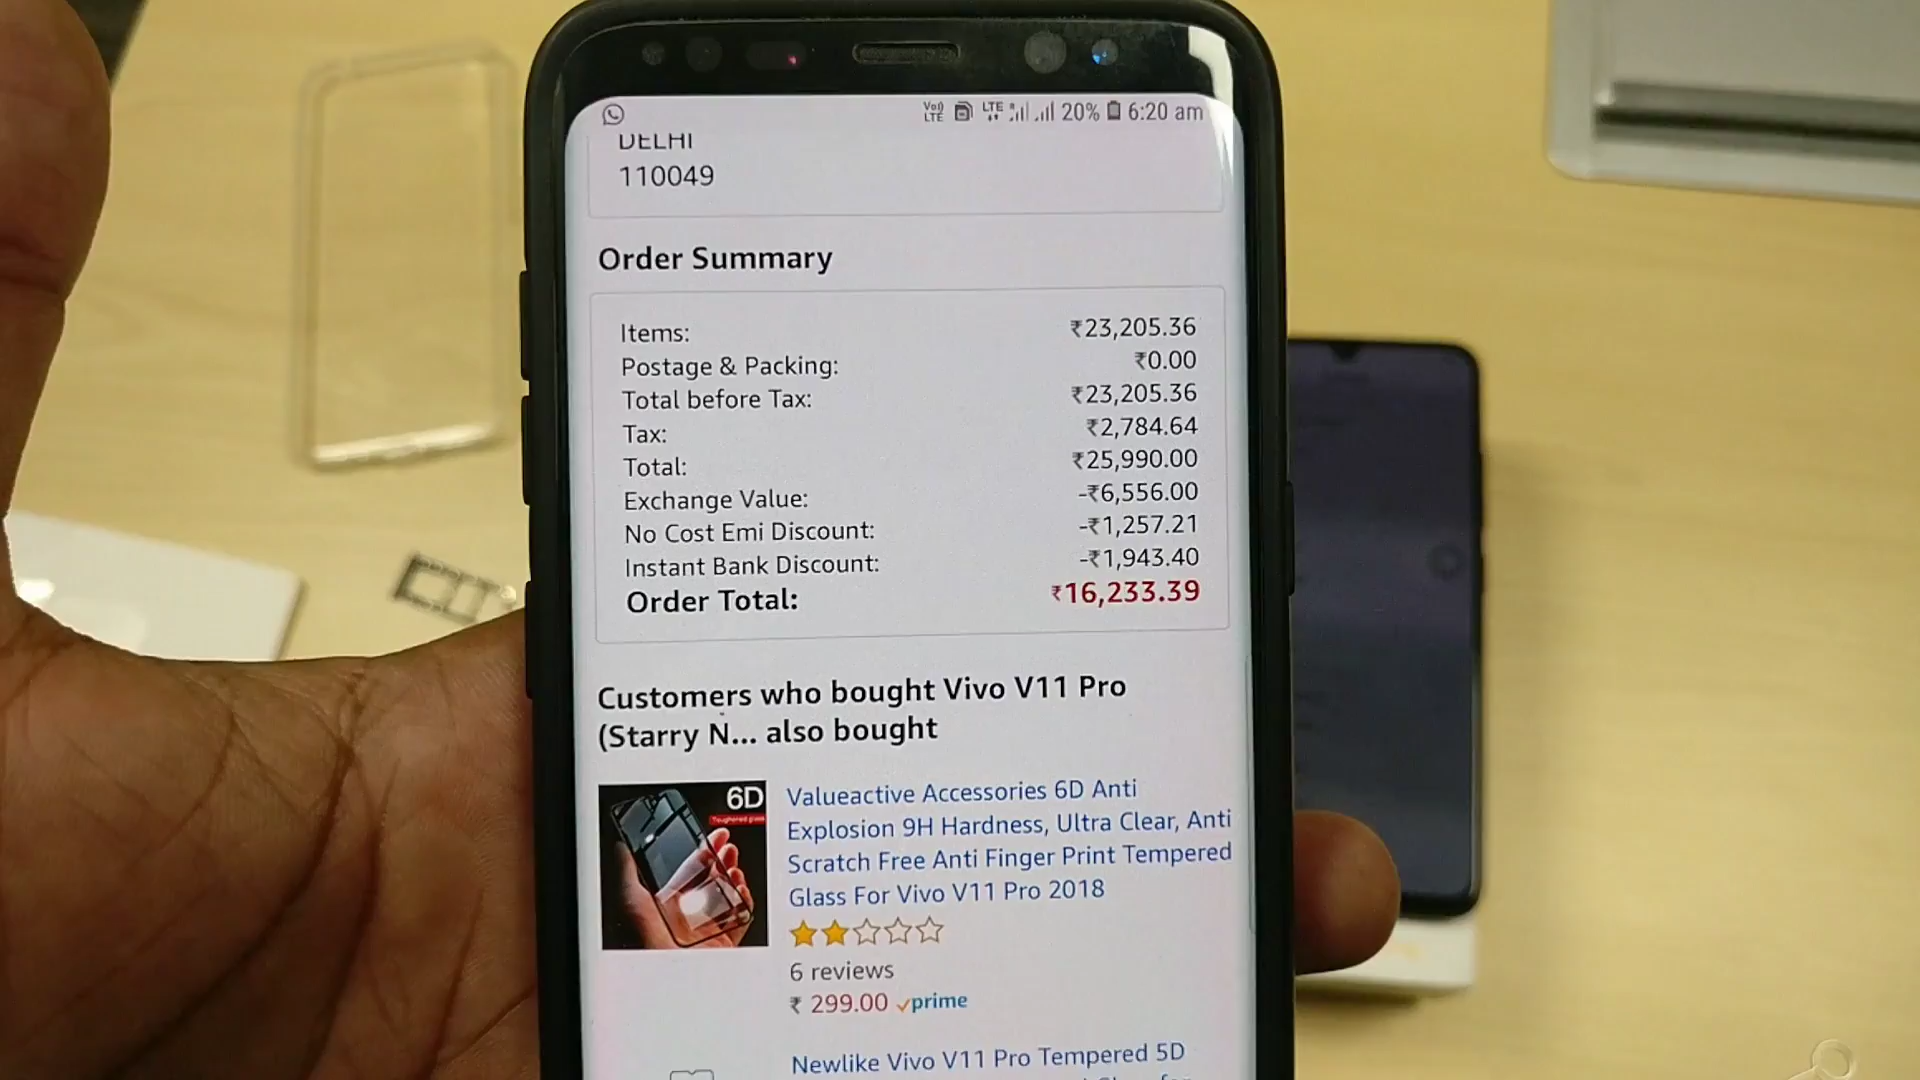 VoI) LTE LTE 20% 6:20 am
DELHI
110049
Order Summary
Items: ₹23,205.36
Postage & Packing: ₹0.00
Total before Tax: ₹23,205.36
Tax: ₹2,784.64
Total: ₹25,990.00
Exchange Value: -₹6,556.00
No Cost Emi Discount: -₹1,257.21
Instant Bank Discount: -₹1,943.40
Order Total: ₹16,233.39
Customers who bought Vivo V11 Pro
(Starry N... also bought
6D
Toughened glass
Valueactive Accessories 6D Anti
Explosion 9H Hardness, Ultra Clear, Anti
Scratch Free Anti Finger Print Tempered
Glass For Vivo V11 Pro 2018
6 reviews
₹ 299.00 prime
Newlike Vivo V11 Pro Tempered 5D